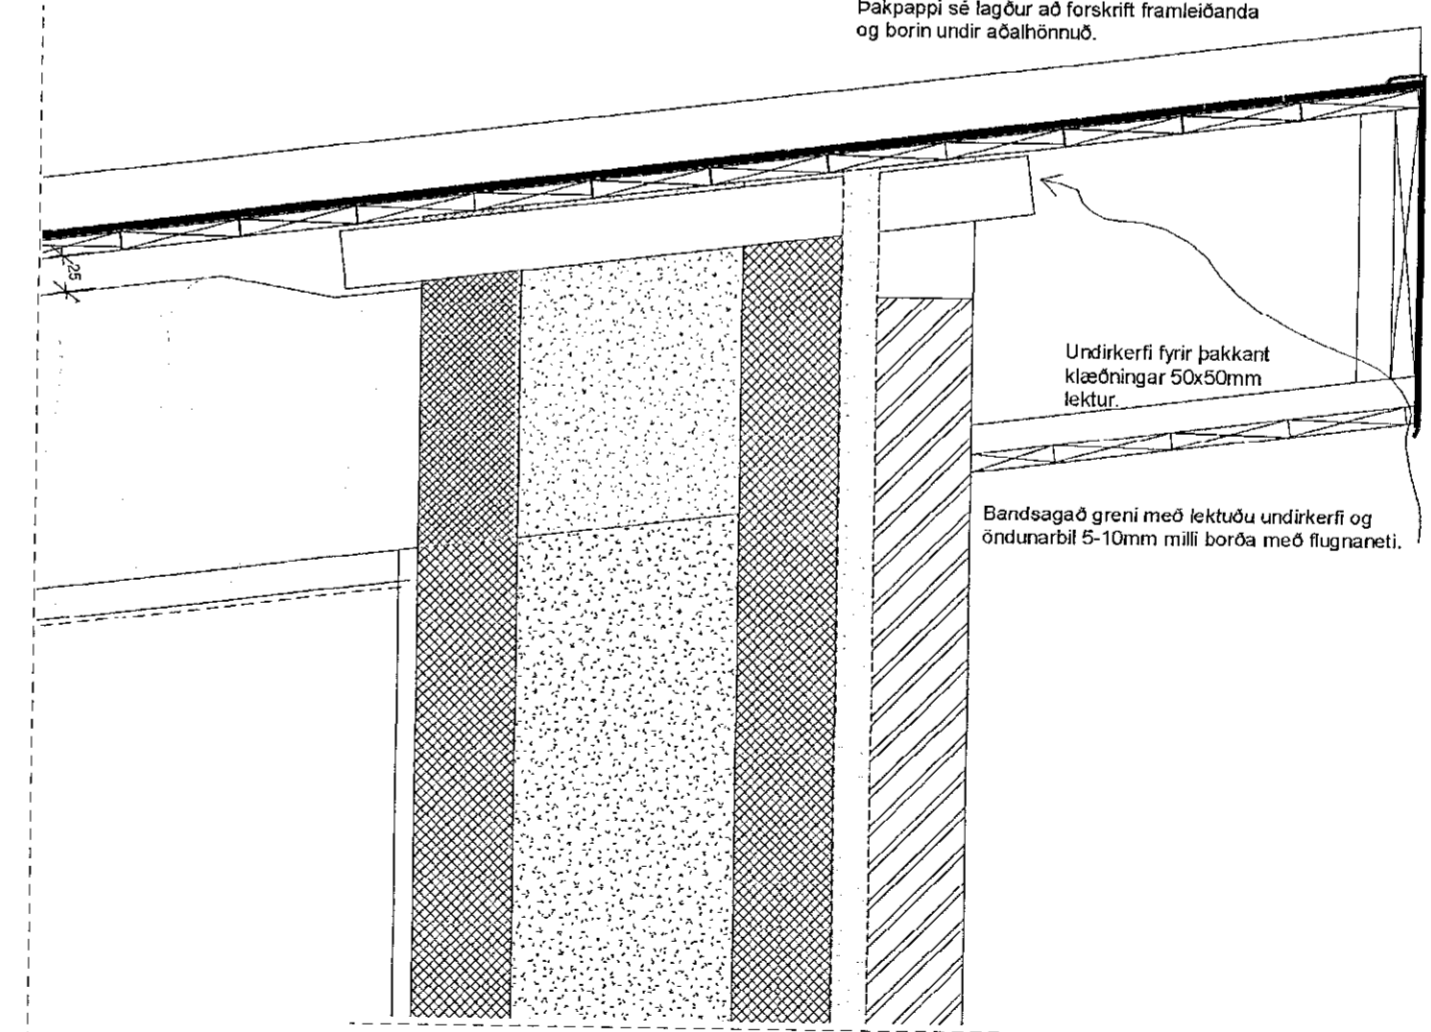 Þakpappi sé lagður að forskrift framleiðanda
og borin undir aðalhönnuð.
25
Undirkerfi fyrir þakkant
klæðningar 50x50mm
lektur.
Bandsagað greni með lektuðu undirkerfi og
öndunarbil 5-10mm milli borða með flugnaneti.